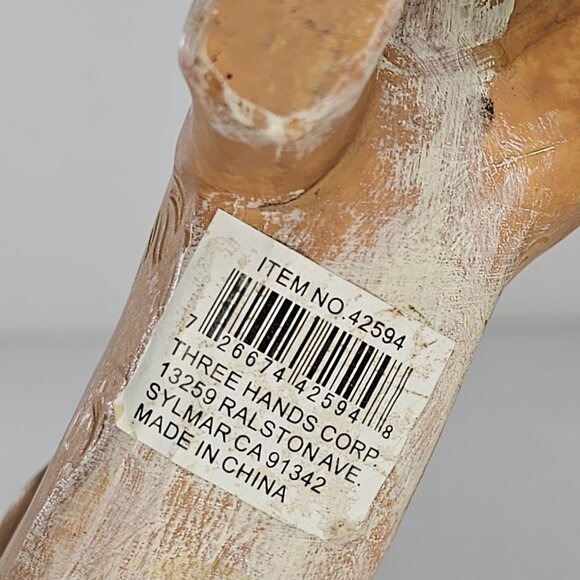 ITEM NO. 42594
7 26674 42594 8
THREE HANDS CORP.
13259 RALSTON AVE.
SYLMAR CA 91342
MADE IN CHINA